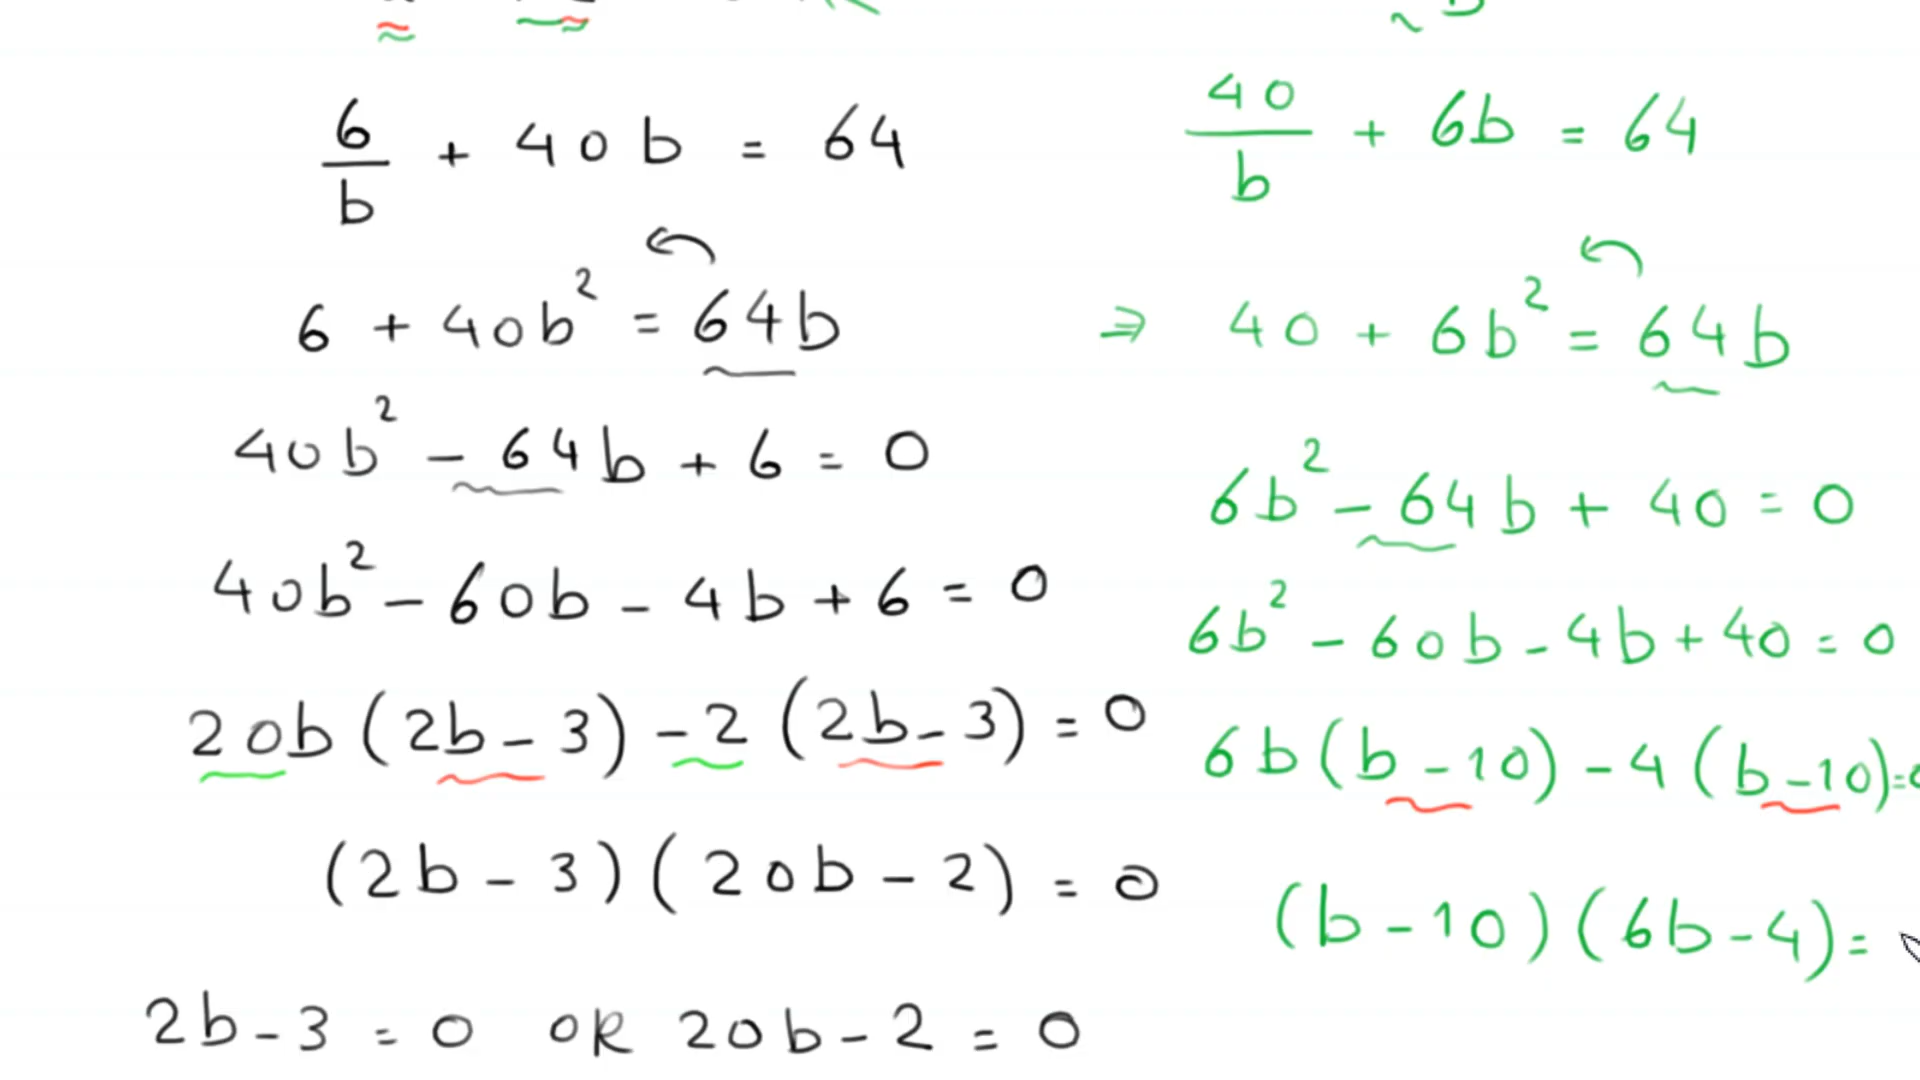 6/b + 40b = 64
6 + 40b² = 64b
40b² - 64b + 6 = 0
40b² - 60b - 4b + 6 = 0
20b (2b - 3) - 2 (2b - 3) = 0
(2b - 3) (20b - 2) = 0
2b - 3 = 0 OR 20b - 2 = 0
40/b + 6b = 64
⇒ 40 + 6b² = 64b
6b² - 64b + 40 = 0
6b² - 60b - 4b + 40 = 0
6b (b - 10) - 4 (b - 10) = 0
(b - 10) (6b - 4) =